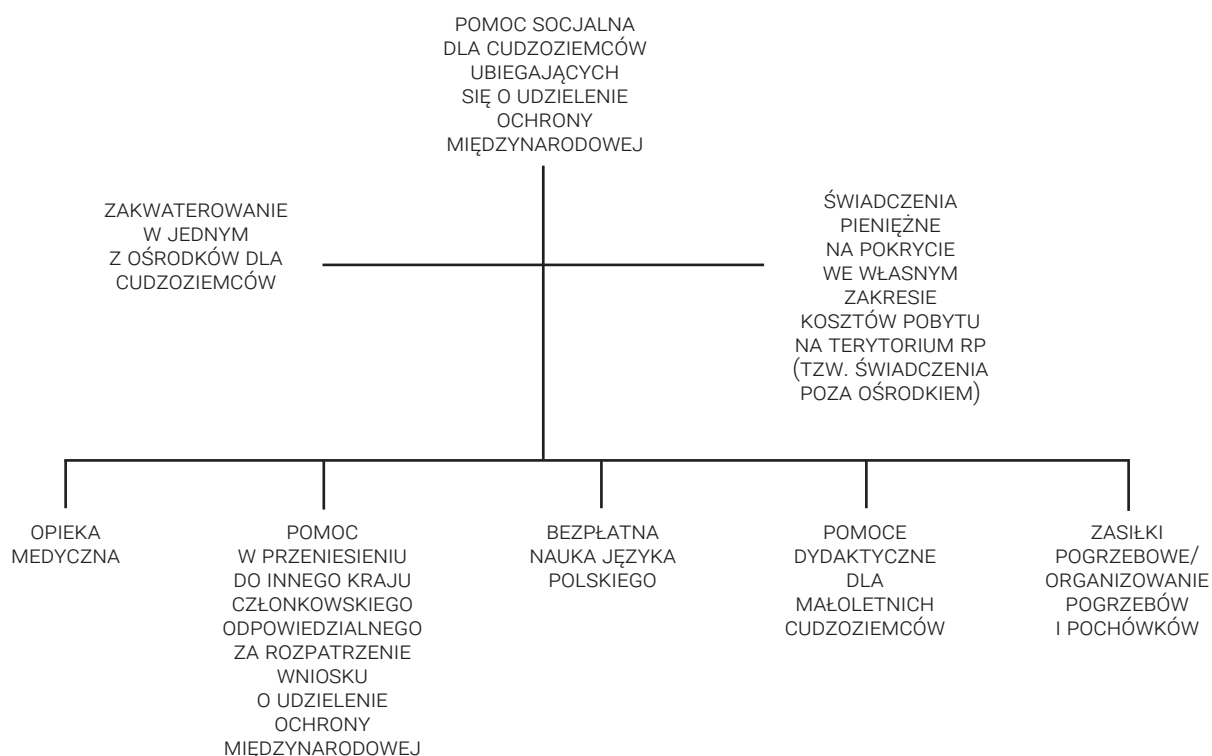 POMOC SOCJALNA
DLA CUDZOZIEMCÓW
UBIEGAJĄCYCH
SIĘ O UDZIELENIE
OCHRONY
MIĘDZYNARODOWEJ
ZAKWATEROWANIE
W JEDNYM
Z OŚRODKÓW DLA
CUDZOZIEMCÓW
ŚWIADCZENIA
PIENIĘŻNE
NA POKRYCIE
WE WŁASNYM
ZAKRESIE
KOSZTÓW POBYTU
NA TERYTORIUM RP
(TZW. ŚWIADCZENIA
POZA OŚRODKIEM)
OPIEKA
MEDYCZNA
POMOC
W PRZENIESIENIU
DO INNEGO KRAJU
CZŁONKOWSKIEGO
ODPOWIEDZIALNEGO
ZA ROZPATRZENIE
WNIOSKU
O UDZIELENIE
OCHRONY
MIĘDZYNARODOWEJ
BEZPŁATNA
NAUKA JĘZYKA
POLSKIEGO
POMOCE
DYDAKTYCZNE
DLA
MAŁOLETNICH
CUDZOZIEMCÓW
ZASIŁKI
POGRZEBOWE/
ORGANIZOWANIE
POGRZEBÓW
I POCHÓWKÓW